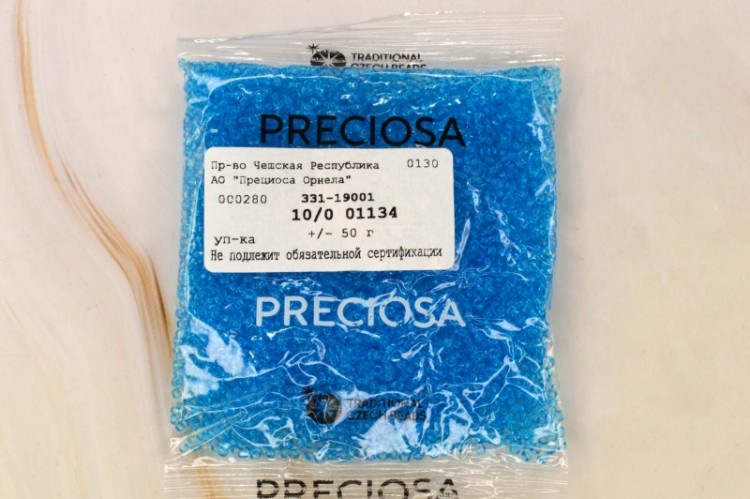 TRADITIONAL
CZECH BEADS
PRECIOSA
Пр-во Чешская Республика 0130
АО "Прециоса Орнела"
000280 331-19001
10/0 01134
уп-ка +/- 50 г
Не подлежит обязательной сертификации
PRECIOSA
TRADITIONAL
CZECH BEADS
PRECIOSA